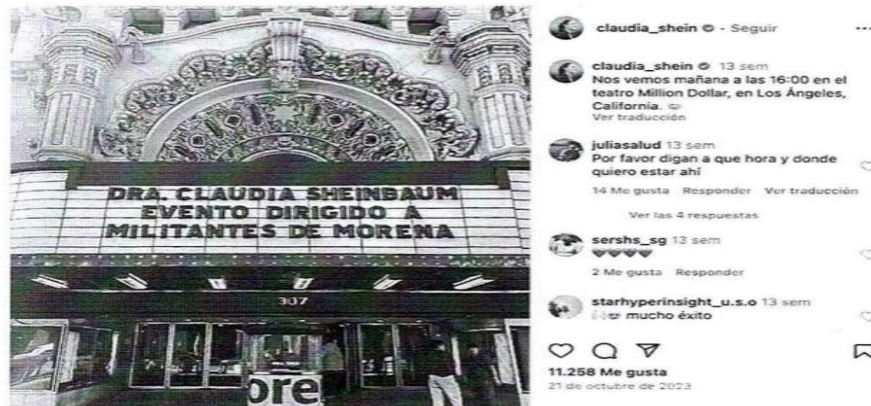 claudia_shein · Seguir
claudia_shein 13 sem
Nos vemos mañana a las 16:00 en el
teatro Million Dollar, en Los Ángeles,
California.
Ver traducción
juliasalud 13 sem
Por favor digan a que hora y donde
quiero estar ahí
14 Me gusta Responder Ver traducción
Ver las 4 respuestas
sershs_sg 13 sem
2 Me gusta Responder
starhyperinsight_u.s.o 13 sem
mucho éxito
11.258 Me gusta
21 de octubre de 2023
DRA. CLAUDIA SHEINBAUM
EVENTO DIRIGIDO A
MILITANTES DE MORENA
307
ore